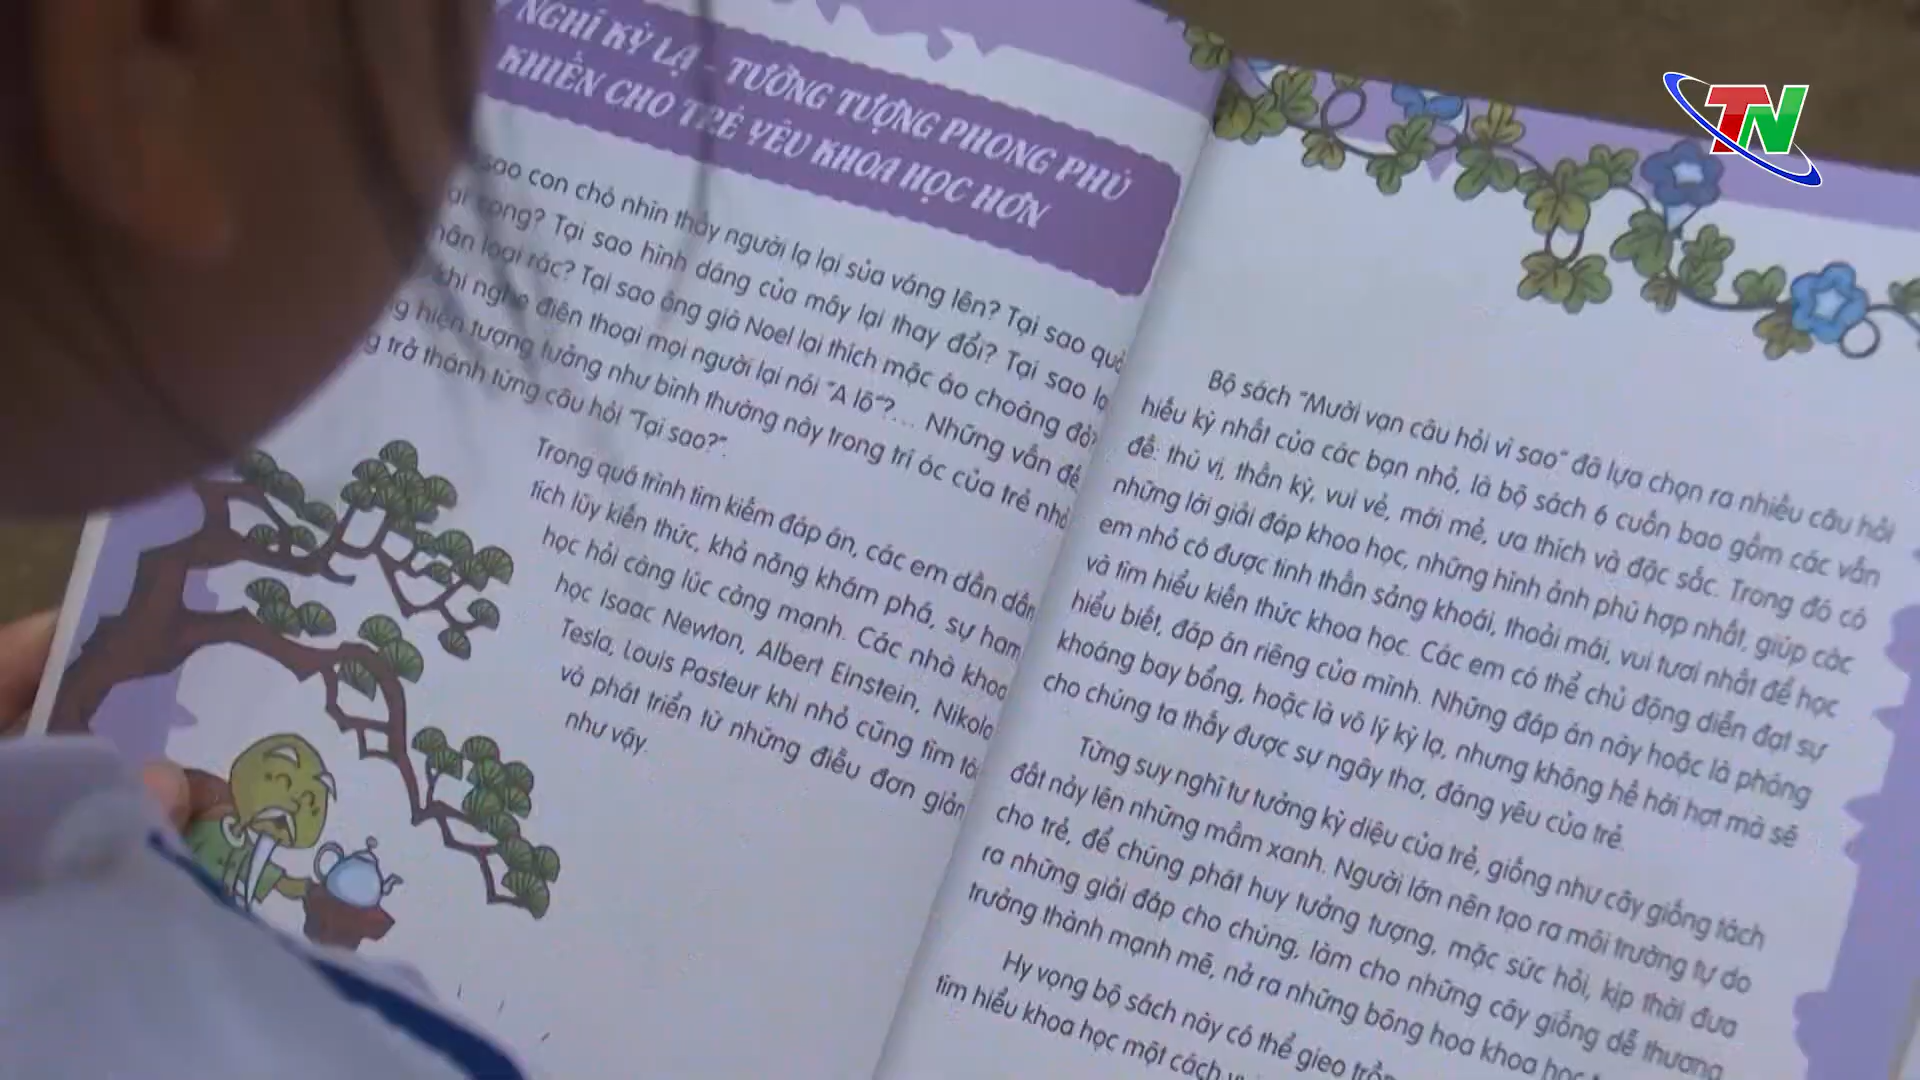 NGHĨ KỲ LẠ - TƯỞNG TƯỢNG PHONG PHÚ
KHIẾN CHO TRẺ YÊU KHOA HỌC HƠN
sao con chó nhìn thấy người lạ lại sủa váng lên? Tại sao quả
cong? Tại sao hình dáng của mây lại thay đổi? Tại sao
loại rác? Tại sao ông già Noel lại thích mặc áo choàng đỏ?
khi nghe điện thoại mọi người lại nói "A lô"?... Những vấn đề
hiện tượng tưởng như bình thường này trong trí óc của trẻ nhỏ
trở thành từng câu hỏi "Tại sao?".
Trong quá trình tìm kiếm đáp án, các em dần dần
tích lũy kiến thức, khả năng khám phá, sự ham
học hỏi càng lúc càng mạnh. Các nhà khoa
học Isaac Newton, Albert Einstein, Nikola
Tesla, Louis Pasteur khi nhỏ cũng tìm tòi
và phát triển từ những điều đơn giản
như vậy.
TN
Bộ sách "Mười vạn câu hỏi vì sao" đã lựa chọn ra nhiều câu hỏi
hiếu kỳ nhất của các bạn nhỏ, là bộ sách 6 cuốn bao gồm các vấn
đề: thú vị, thần kỳ, vui vẻ, mới mẻ, ưa thích và đặc sắc. Trong đó có
những lời giải đáp khoa học, những hình ảnh phù hợp nhất, giúp các
em nhỏ có được tinh thần sảng khoái, thoải mái, vui tươi nhất để học
và tìm hiểu kiến thức khoa học. Các em có thể chủ động diễn đạt sự
hiểu biết, đáp án riêng của mình. Những đáp án này hoặc là phóng
khoáng bay bổng, hoặc là vô lý kỳ lạ, nhưng không hề hời hợt mà sẽ
cho chúng ta thấy được sự ngây thơ, đáng yêu của trẻ.
Từng suy nghĩ tư tưởng kỳ diệu của trẻ, giống như cây giống tách
đất nảy lên những mầm xanh. Người lớn nên tạo ra môi trường tự do
cho trẻ, để chúng phát huy tưởng tượng, mặc sức hỏi, kịp thời đưa
ra những giải đáp cho chúng, làm cho những cây giống dễ thương
trưởng thành mạnh mẽ, nở ra những bông hoa khoa học
Hy vọng bộ sách này có thể gieo trồng
tìm hiểu khoa học một cách